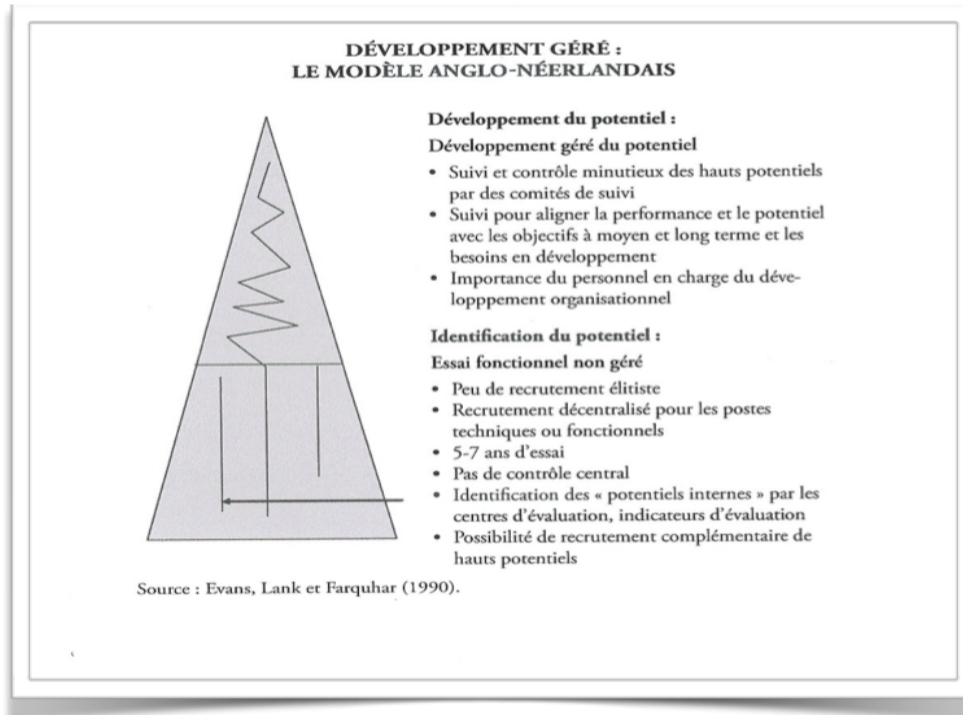 DÉVELOPPEMENT GÉRÉ :
LE MODÈLE ANGLO-NÉERLANDAIS
Développement du potentiel :
Développement géré du potentiel
• Suivi et contrôle minutieux des hauts potentiels
par des comités de suivi
• Suivi pour aligner la performance et le potentiel
avec les objectifs à moyen et long terme et les
besoins en développement
• Importance du personnel en charge du déve-
lopppement organisationnel
Identification du potentiel :
Essai fonctionnel non géré
• Peu de recrutement élitiste
• Recrutement décentralisé pour les postes
techniques ou fonctionnels
• 5-7 ans d'essai
• Pas de contrôle central
• Identification des « potentiels internes » par les
centres d'évaluation, indicateurs d'évaluation
• Possibilité de recrutement complémentaire de
hauts potentiels
Source : Evans, Lank et Farquhar (1990).